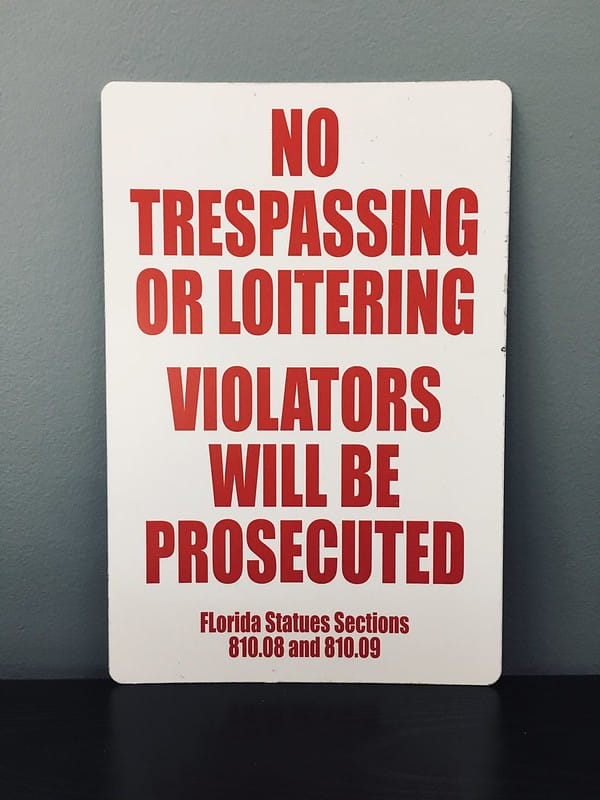 NO
TRESPASSING
OR LOITERING
VIOLATORS
WILL BE
PROSECUTED
FLorida Statues Sections
810.08 and 810.09